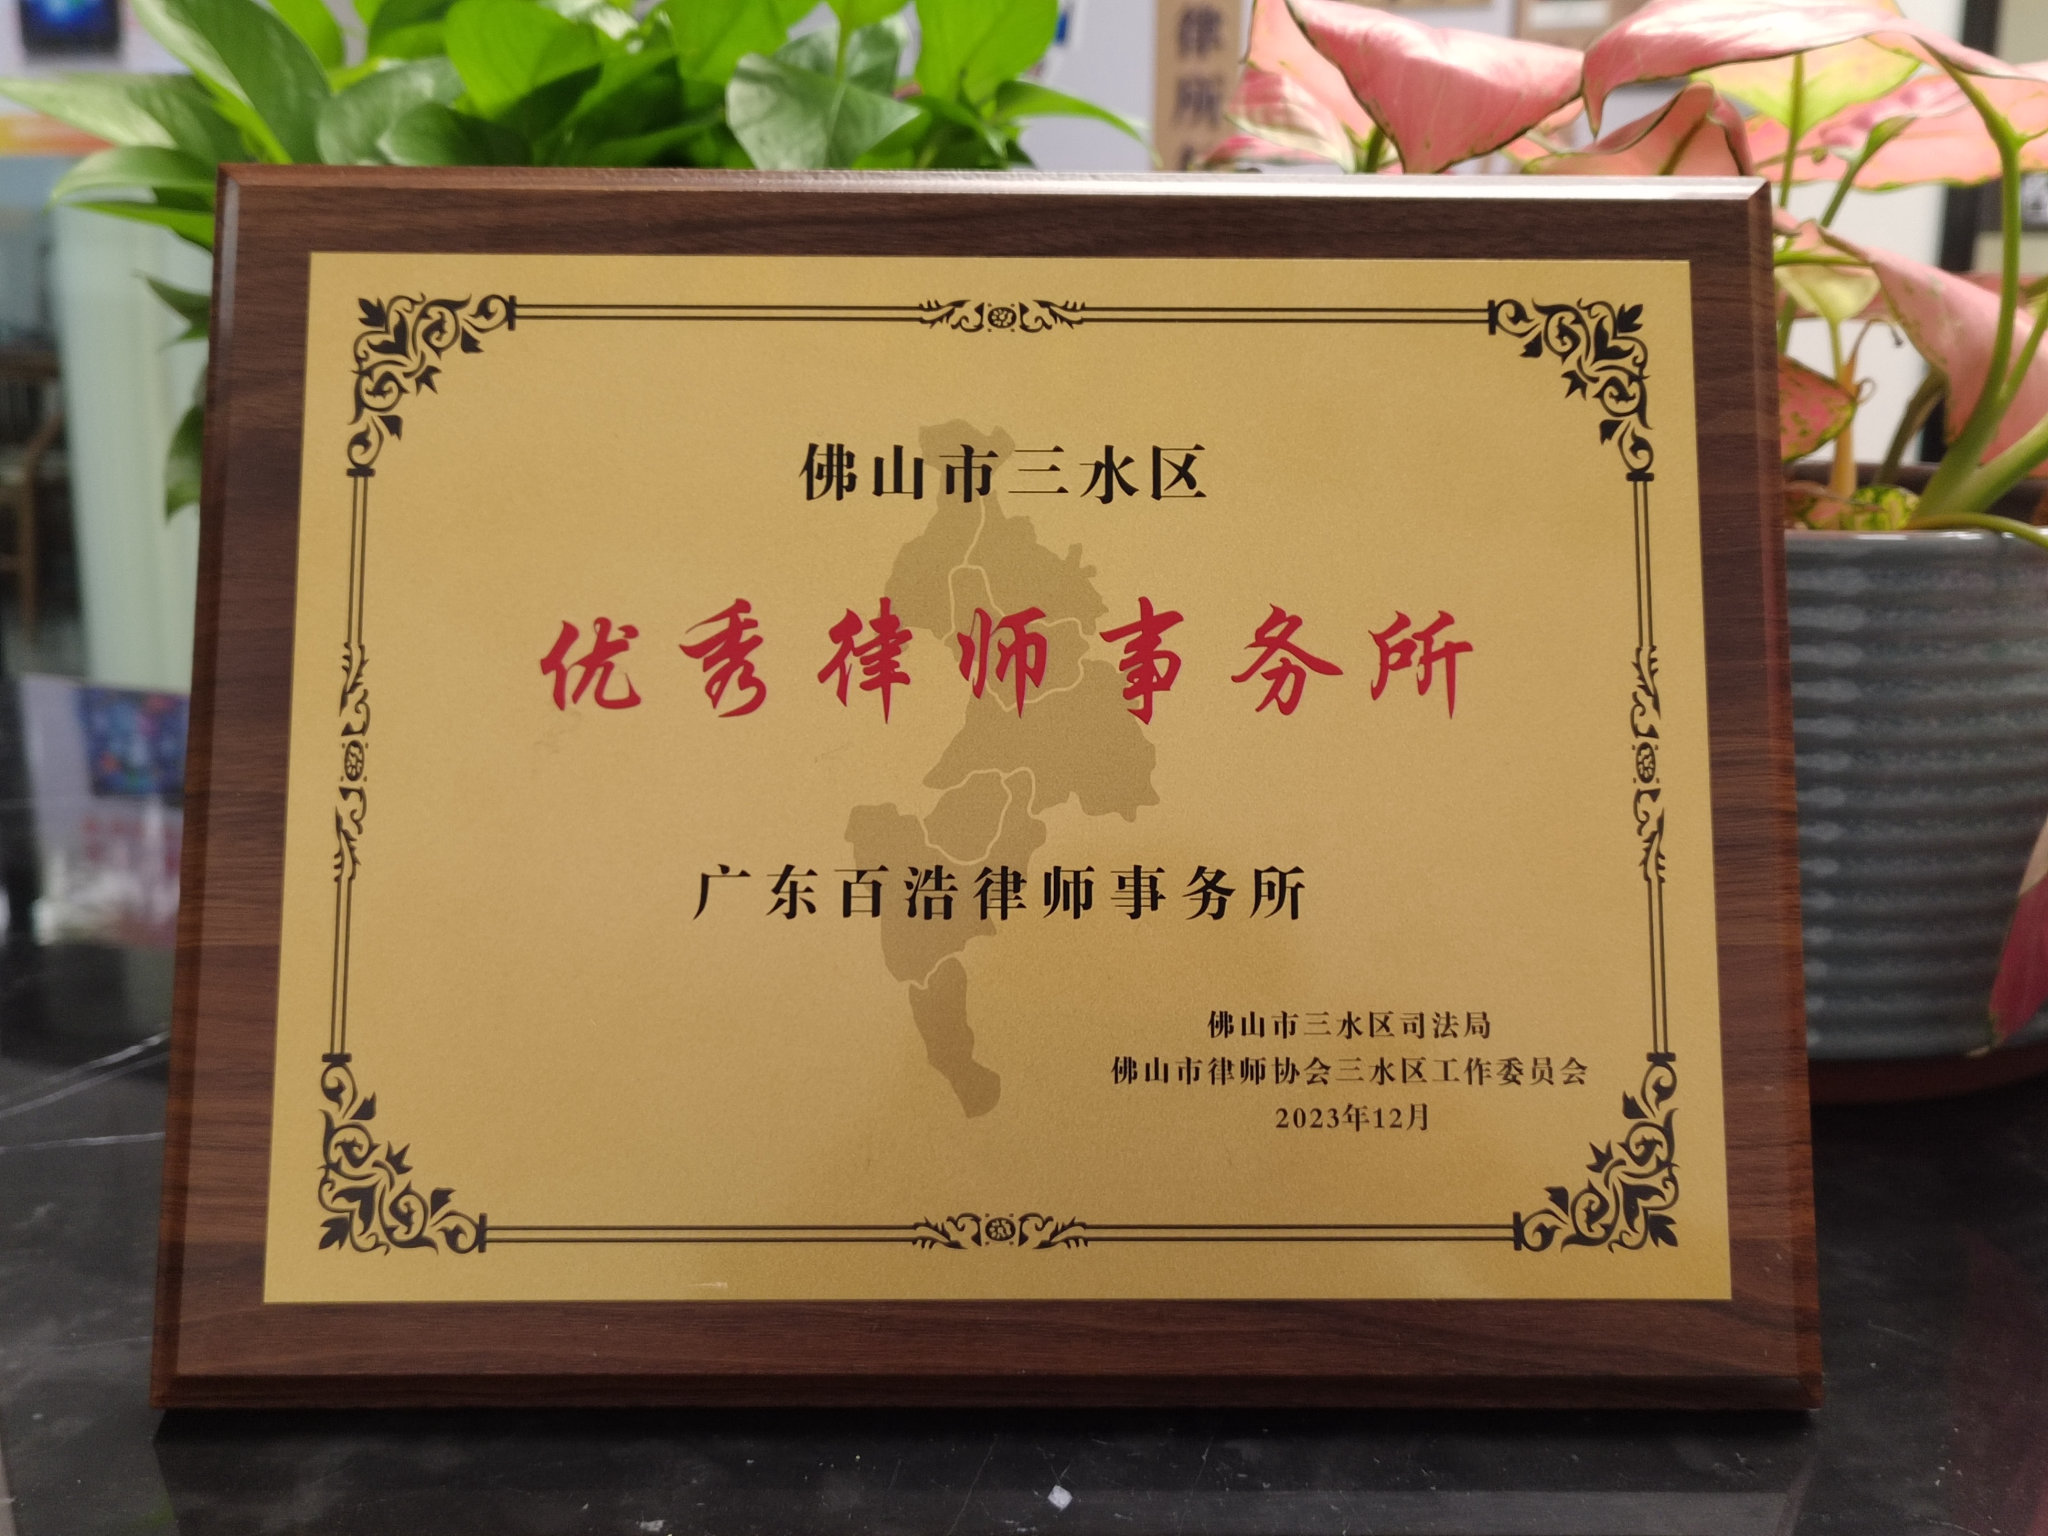 律所
佛山市三水区
优秀律师事务所
广东百浩律师事务所
佛山市三水区司法局
佛山市律师协会三水区工作委员会
2023年12月